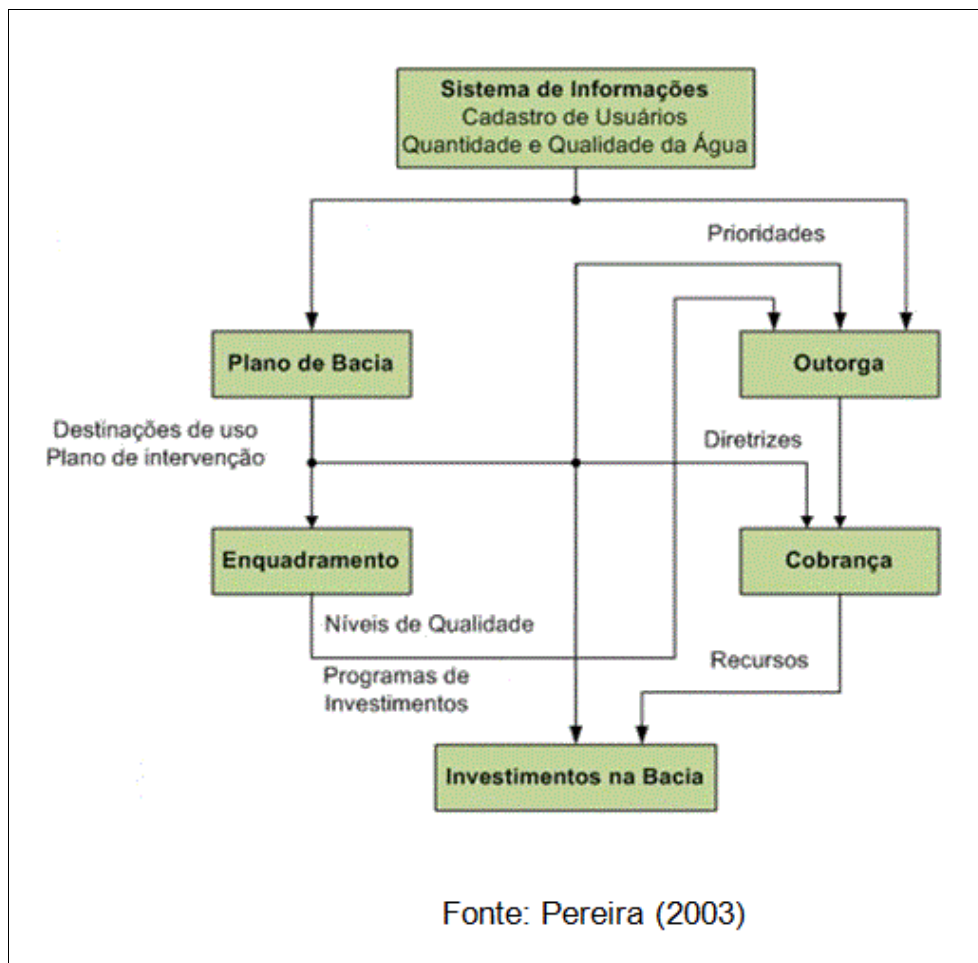 Sistema de Informações
Cadastro de Usuários
Quantidade e Qualidade da Água
Prioridades
Plano de Bacia
Outorga
Destinações de uso
Plano de intervenção
Diretrizes
Enquadramento
Cobrança
Níveis de Qualidade
Programas de
Investimentos
Recursos
Investimentos na Bacia
Fonte: Pereira (2003)